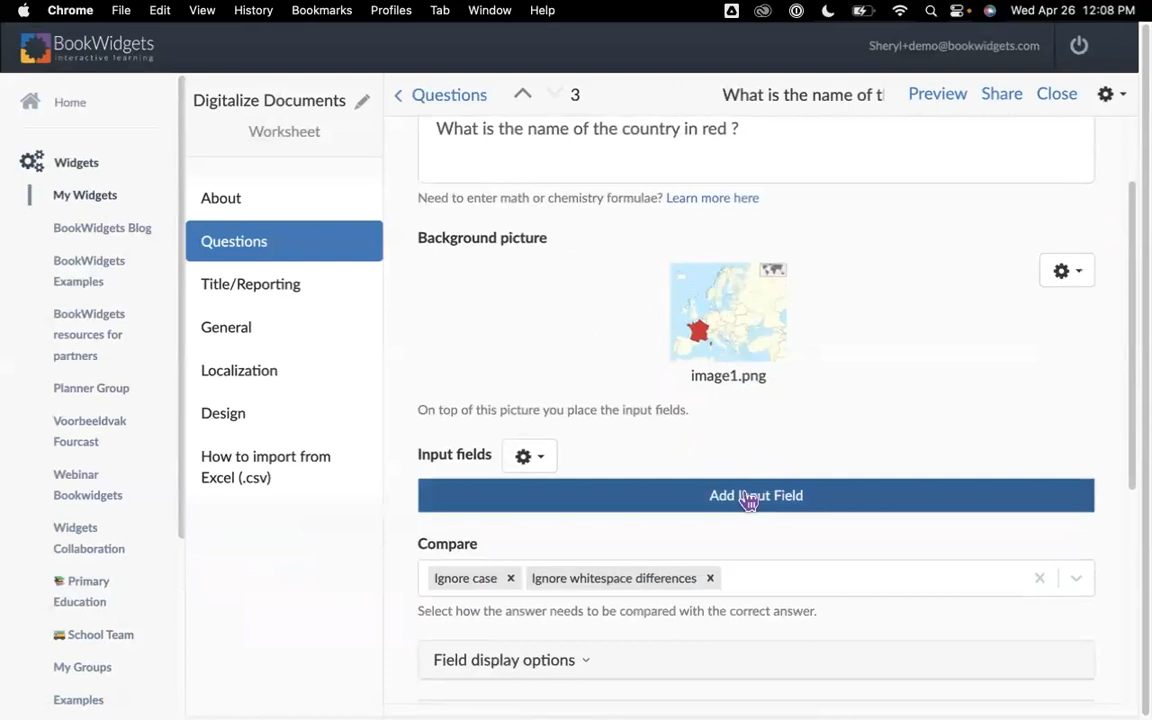 Chrome File Edit View History Bookmarks Profiles Tab Window Help Wed Apr 26 12:08 PM
BookWidgets
interactive learning
Sheryl+demo@bookwidgets.com
Home
Widgets
My Widgets
BookWidgets Blog
BookWidgets
Examples
BookWidgets
resources for
partners
Planner Group
Voorbeeldvak
Fourcast
Webinar
Bookwidgets
Widgets
Collaboration
Primary
Education
School Team
My Groups
Examples
Digitalize Documents
Worksheet
About
Questions
Title/Reporting
General
Localization
Design
How to import from
Excel (.csv)
Questions 3 What is the name of t Preview Share Close
What is the name of the country in red ?
Need to enter math or chemistry formulae? Learn more here
Background picture
image1.png
On top of this picture you place the input fields.
Input fields
Add Input Field
Compare
Ignore case × Ignore whitespace differences ×
Select how the answer needs to be compared with the correct answer.
Field display options